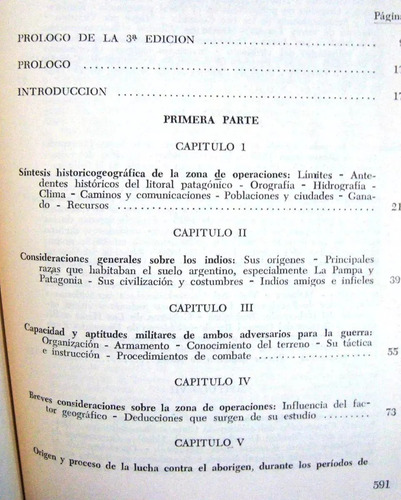 Página
PROLOGO DE LA 3ª EDICION
PROLOGO
INTRODUCCION
PRIMERA PARTE
CAPITULO I
Síntesis historicogeográfica de la zona de operaciones: Límites - Ante-
dentes históricos del litoral patagónico - Orografía - Hidrografía -
Clima - Caminos y comunicaciones - Poblaciones y ciudades - Gana-
do - Recursos 21
CAPITULO II
Consideraciones generales sobre los indios: Sus orígenes - Principales
razas que habitaban el suelo argentino, especialmente La Pampa y
Patagonia - Sus civilización y costumbres - Indios amigos e infieles 39
CAPITULO III
Capacidad y aptitudes militares de ambos adversarios para la guerra:
Organización - Armamento - Conocimiento del terreno - Su táctica
e instrucción - Procedimientos de combate 55
CAPITULO IV
Breves consideraciones sobre la zona de operaciones: Influencia del fac-
tor geográfico - Deducciones que surgen de su estudio 73
CAPITULO V
Origen y proceso de la lucha contra el aborigen, durante los períodos de
591